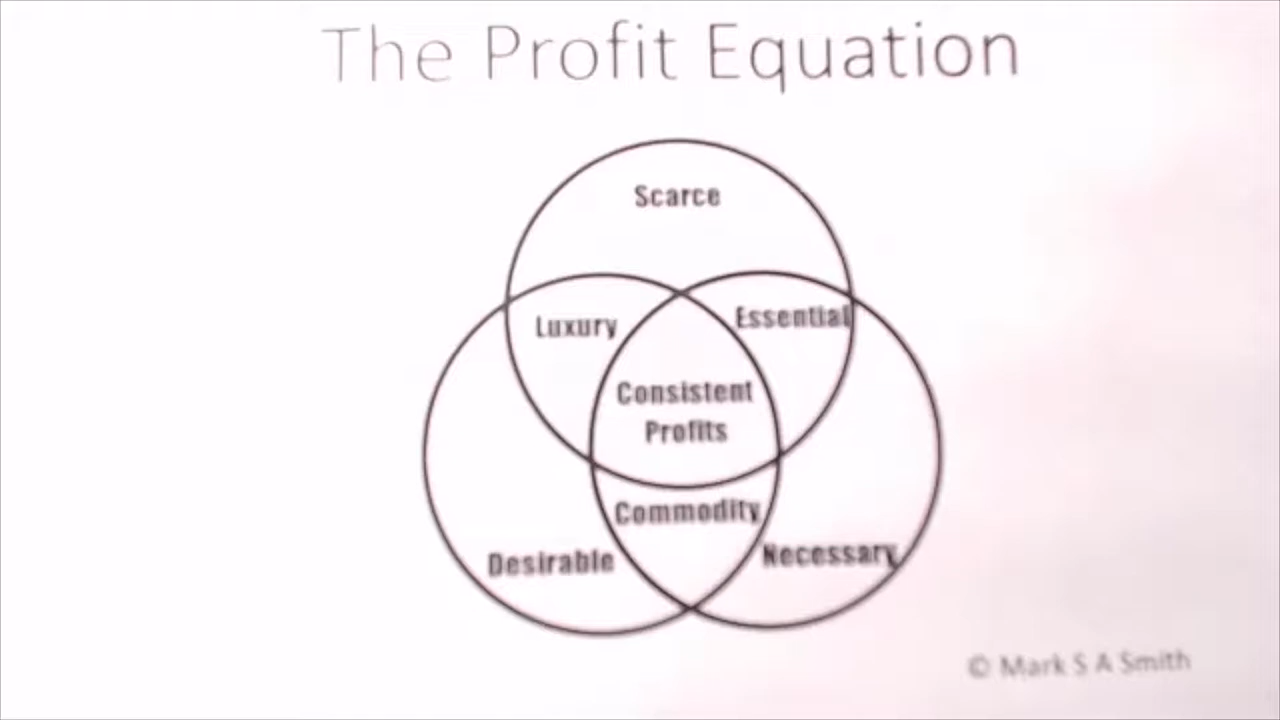 The Profit Equation
Scarce
Luxury
Essential
Consistent
Profits
Commodity
Desirable
Necessary
© Mark S A Smith